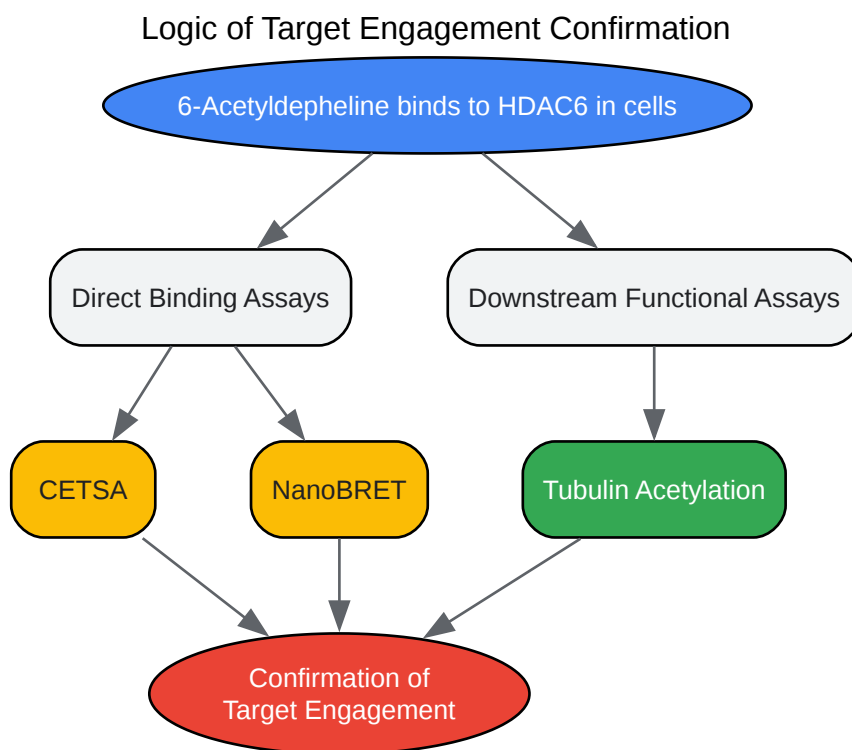 Logic of Target Engagement Confirmation
6-Acetyldepheline binds to HDAC6 in cells
Direct Binding Assays
Downstream Functional Assays
CETSA
NanoBRET
Tubulin Acetylation
Confirmation of
Target Engagement